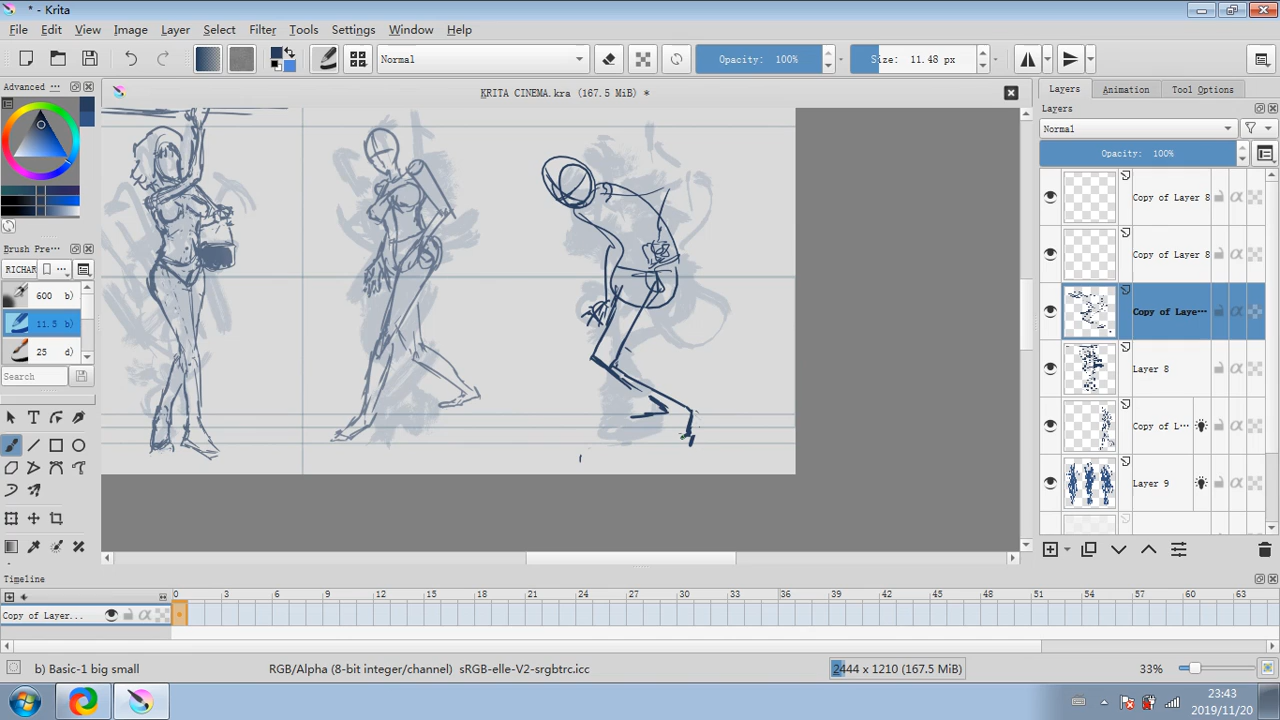 * - Krita
File Edit View Image Layer Select Filter Tools Settings Window Help
Normal
Opacity: 100%
Size: 11.48 px
Advanced ...
KRITA CINEMA.kra (167.5 MiB) *
Layers Animation Tool Options
Layers
Normal
Opacity: 100%
Copy of Layer 8
Copy of Layer 8
Copy of Laye...
Layer 8
Copy of L...
Layer 9
Brush Pre...
RICHAR ...
600 b)
11.5 b)
25 d)
Search
Timeline
0 3 6 9 12 15 18 21 24 27 30 33 36 39 42 45 48 51 54 57 60 63
Copy of Layer...
b) Basic-1 big small
RGB/Alpha (8-bit integer/channel) sRGB-elle-V2-srgbtrc.icc
2444 x 1210 (167.5 MiB)
33%
23:43
2019/11/20